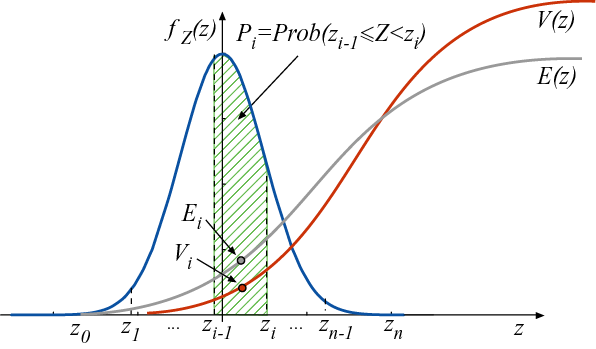 f_Z(z) P_i=Prob(z_{i-1}≤Z<z_i) V(z)
E(z)
E_i
V_i
z_0 z_1 ... z_{i-1} z_i ... z_{n-1} z_n z